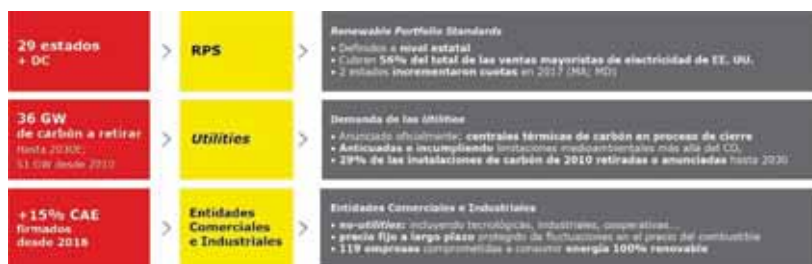 29 estados
+ DC
RPS
Renewable Portfolio Standards
• Definidos a nivel estatal
• Cubren 56% del total de las ventas mayoristas de electricidad de EE. UU.
• 2 estados incrementaron cuotas en 2017 (MA; MD)
36 GW
de carbón a retirar
Hasta 2030E;
51 GW desde 2010
Utilities
Demanda de las Utilities
• Anunciado oficialmente: centrales térmicas de carbón en proceso de cierre
• Anticuadas e incumpliendo limitaciones medioambientales más allá del CO₂
• 29% de las instalaciones de carbón de 2010 retiradas o anunciadas hasta 2030
+15% CAE
firmados
desde 2016
Entidades
Comerciales
e Industriales
Entidades Comerciales e Industriales
• no-utilities: incluyendo tecnológicas, industriales, cooperativas...
• precio fijo a largo plazo protegido de fluctuaciones en el precio del combustible
• 119 empresas comprometidas a consumir energía 100% renovable